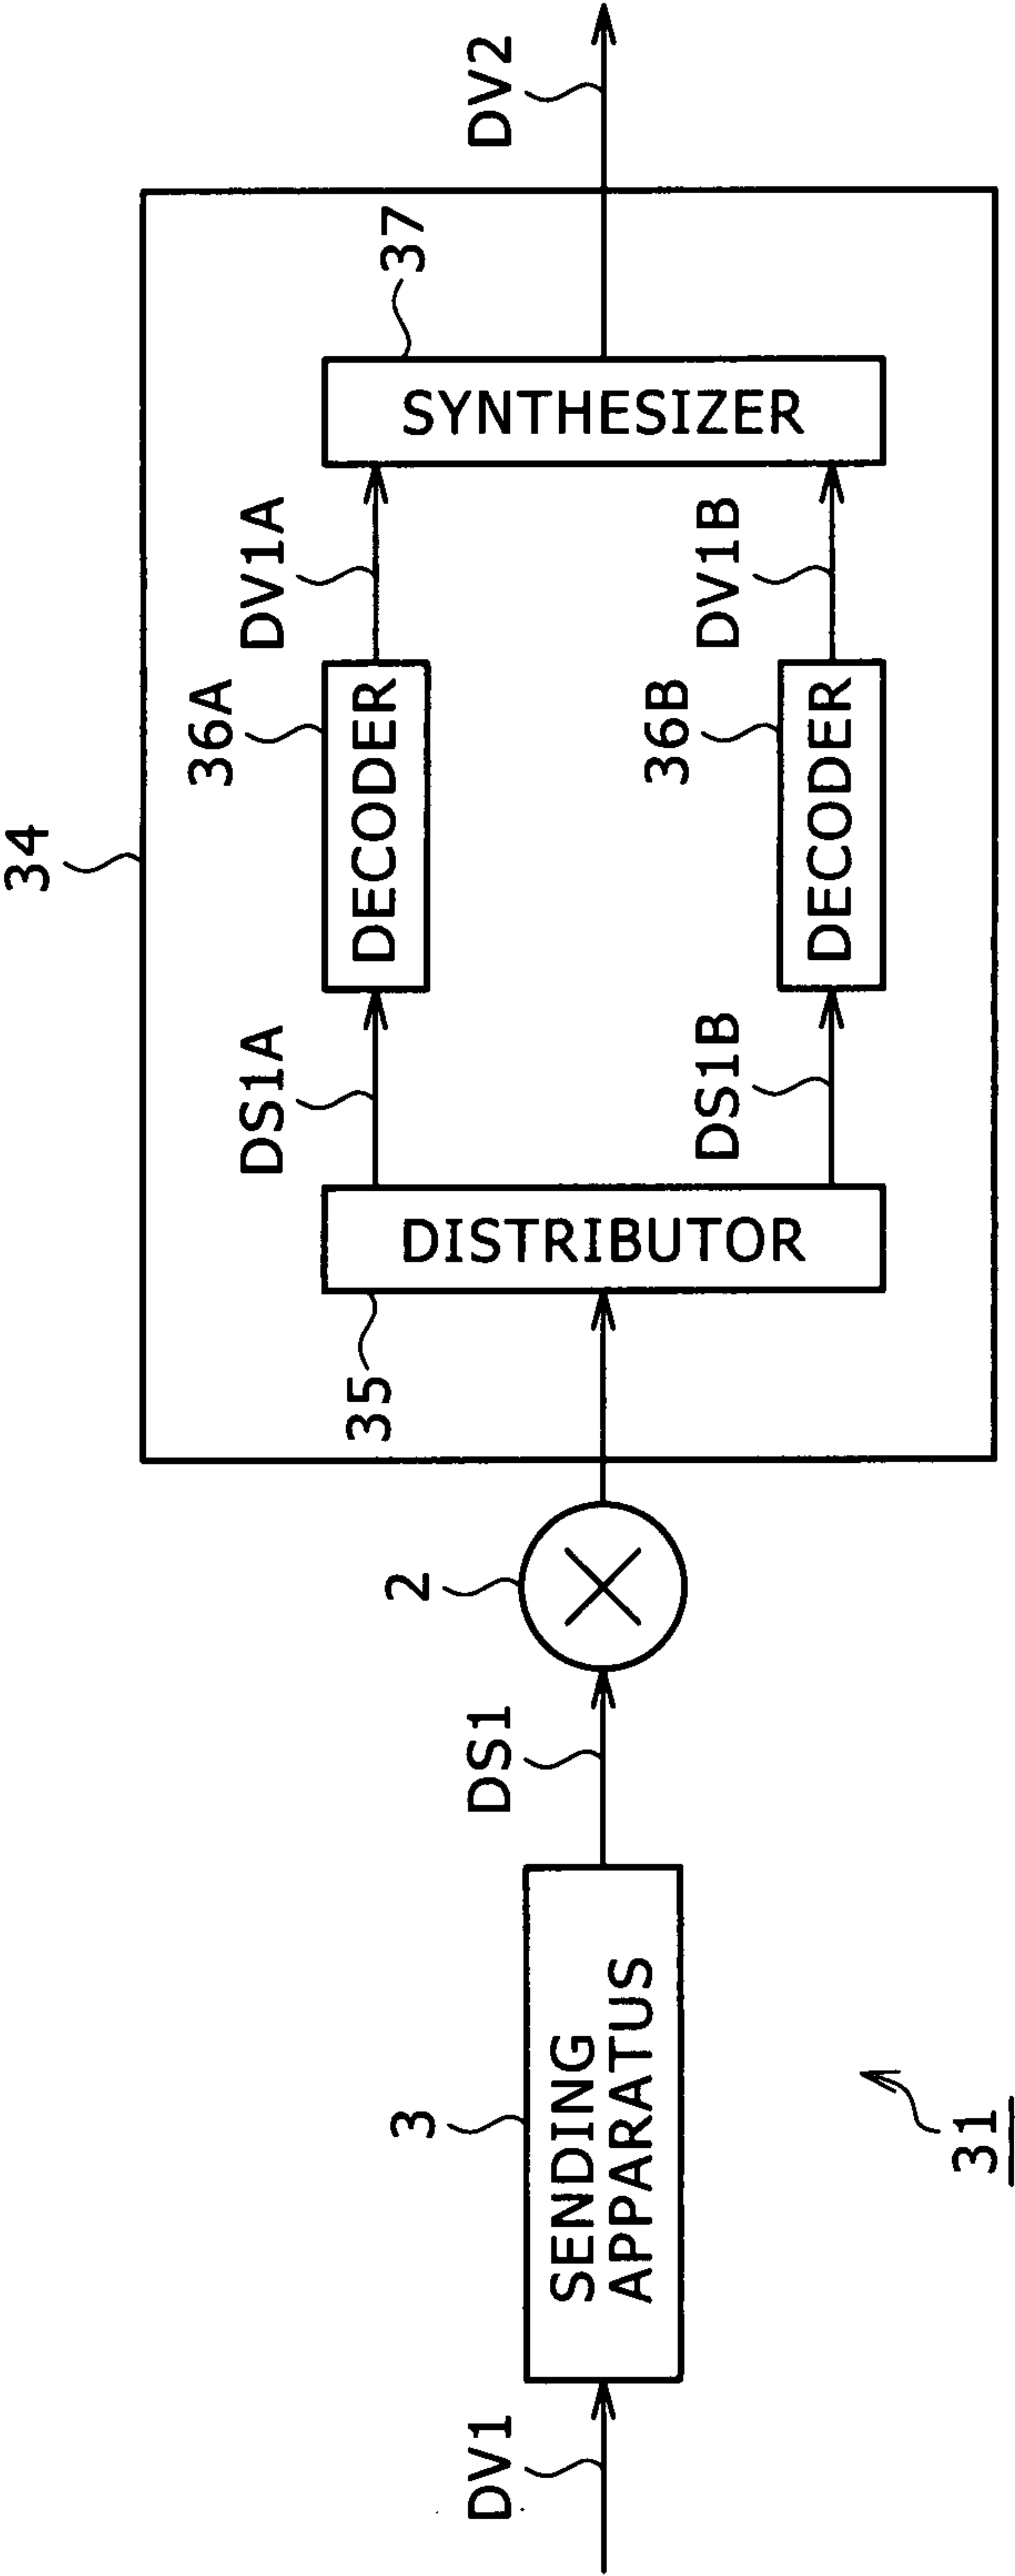 34
DV1
3
SENDING
APPARATUS
DS1
2
35
DISTRIBUTOR
DS1A
36A
DECODER
DV1A
DS1B
36B
DECODER
DV1B
37
SYNTHESIZER
DV2
31